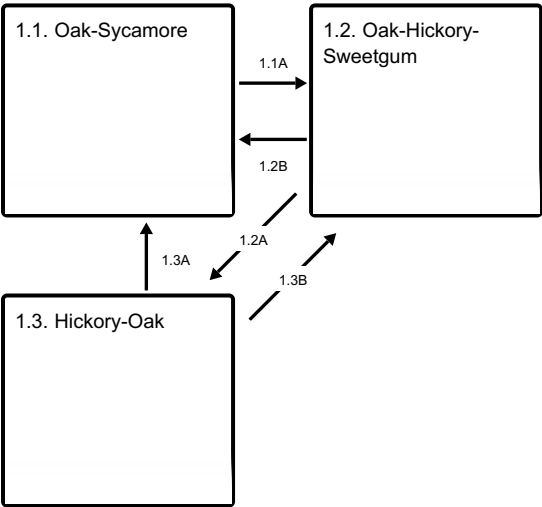 1.1. Oak-Sycamore
1.2. Oak-Hickory-
Sweetgum
1.1A
1.2B
1.2A
1.3A
1.3B
1.3. Hickory-Oak